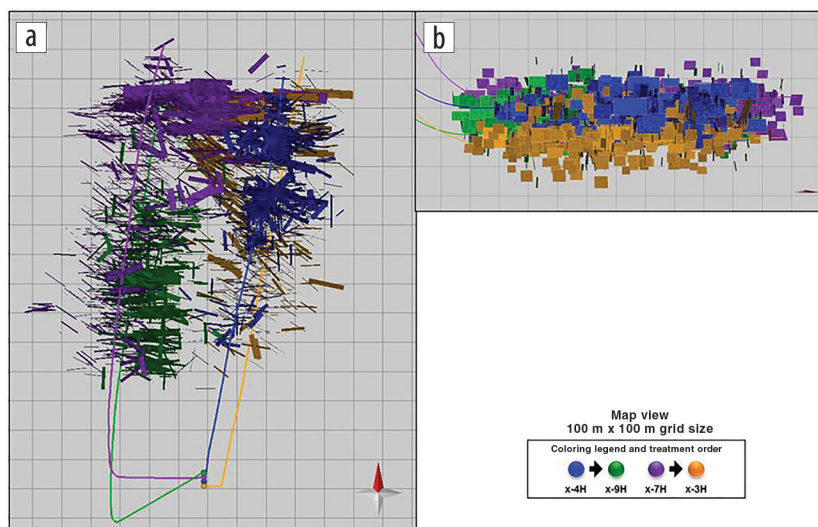 a
b
Map view
100 m x 100 m grid size
Coloring legend and treatment order
x-4H x-9H x-7H x-3H